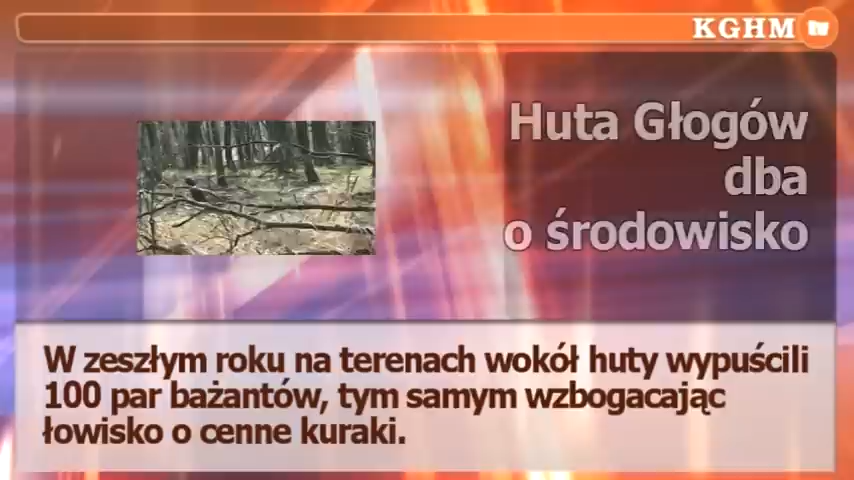 KGHM tv
Huta Głogów
dba
o środowisko
W zeszłym roku na terenach wokół huty wypuścili
100 par bażantów, tym samym wzbogacając
łowisko o cenne kuraki.